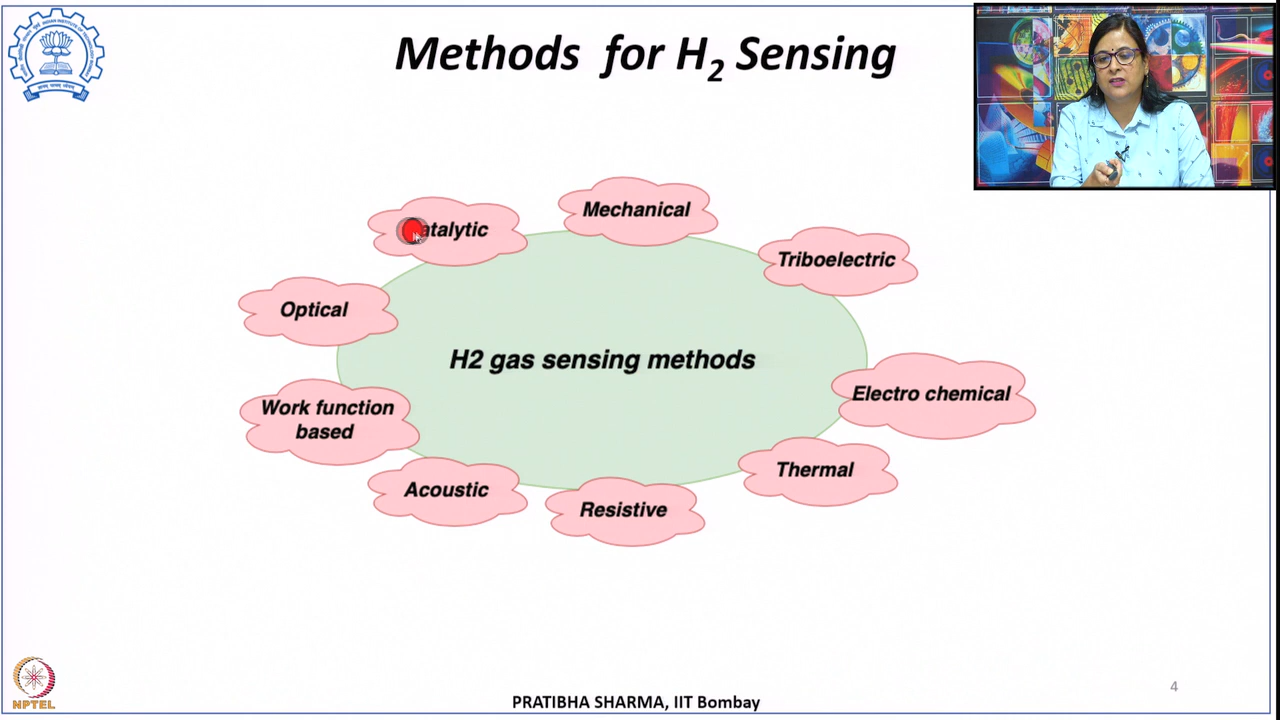 Methods for H2 Sensing
Catalytic
Mechanical
Triboelectric
Optical
H2 gas sensing methods
Electro chemical
Work function
based
Thermal
Acoustic
Resistive
4
NPTEL
PRATIBHA SHARMA, IIT Bombay